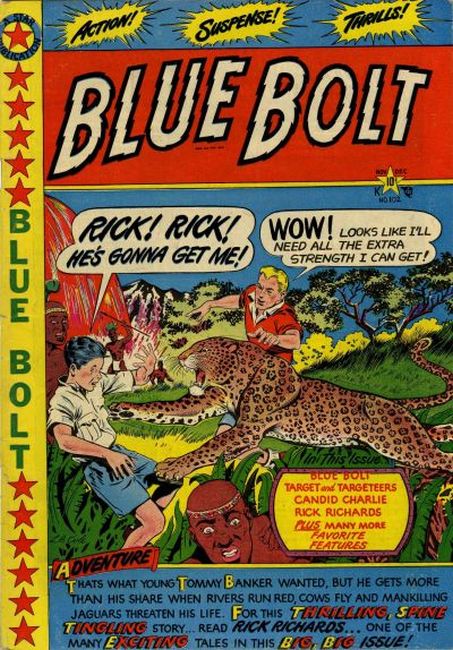 A STAR PUBLICATION
ACTION!
SUSPENSE!
THRILLS!
BLUE BOLT
NOV DEC
10¢
K
NO. 102
BLUE BOLT
RICK! RICK!
HE'S GONNA GET ME!
WOW! LOOKS LIKE I'LL
NEED ALL THE EXTRA
STRENGTH I CAN GET!
In this Issue
BLUE BOLT
TARGET and TARGETEERS
CANDID CHARLIE
RICK RICHARDS
PLUS MANY MORE
FAVORITE
FEATURES
ADVENTURE
THATS WHAT YOUNG TOMMY BANKER WANTED, BUT HE GETS MORE
THAN HIS SHARE WHEN RIVERS RUN RED, COWS FLY AND MANKILLING
JAGUARS THREATEN HIS LIFE. FOR THIS THRILLING, SPINE
TINGLING STORY... READ RICK RICHARDS... ONE OF THE
MANY EXCITING TALES IN THIS BIG, BIG ISSUE!